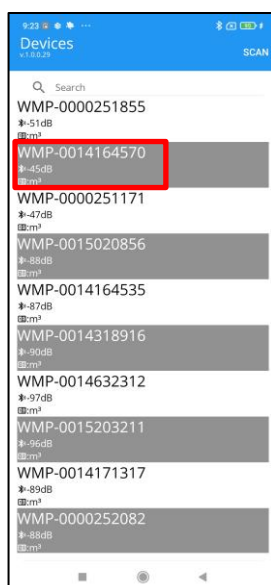 9:23
Devices
v.1.0.0.29
SCAN
Search
WMP-0000251855
-51dB
:m³
WMP-0014164570
-45dB
:m³
WMP-0000251171
-47dB
:m³
WMP-0015020856
-88dB
:m³
WMP-0014164535
-87dB
:m³
WMP-0014318916
-90dB
:m³
WMP-0014632312
-97dB
:m³
WMP-0015203211
-96dB
:m³
WMP-0014171317
-89dB
:m³
WMP-0000252082
-88dB
:m³